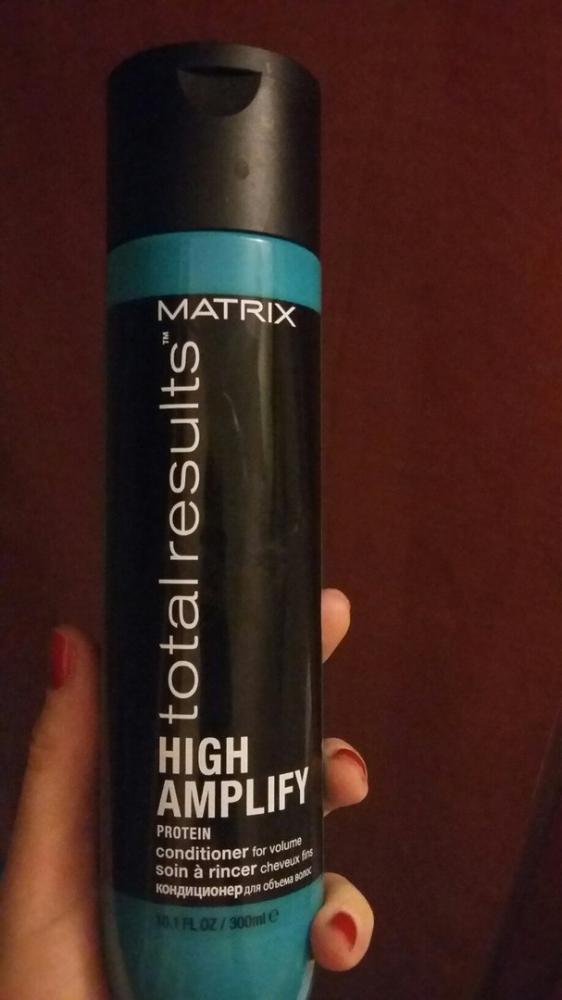 MATRIX
total results™
HIGH
AMPLIFY
PROTEIN
conditioner for volume
soin à rincer cheveux fins
кондиционер для объема волос
10.1 FL OZ / 300ml ℮